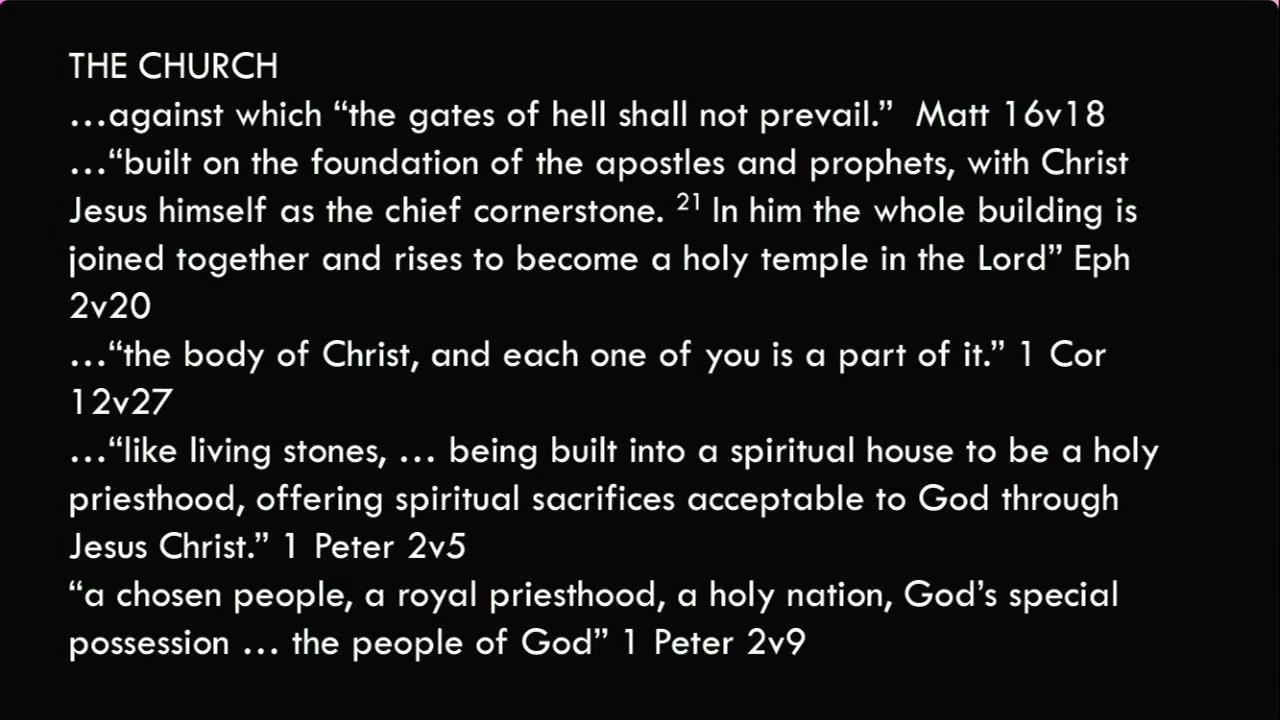 THE CHURCH
…against which “the gates of hell shall not prevail.”  Matt 16v18
…“built on the foundation of the apostles and prophets, with Christ
Jesus himself as the chief cornerstone. ²¹ In him the whole building is
joined together and rises to become a holy temple in the Lord” Eph
2v20
…“the body of Christ, and each one of you is a part of it.” 1 Cor
12v27
…“like living stones, … being built into a spiritual house to be a holy
priesthood, offering spiritual sacrifices acceptable to God through
Jesus Christ.” 1 Peter 2v5
“a chosen people, a royal priesthood, a holy nation, God’s special
possession … the people of God” 1 Peter 2v9